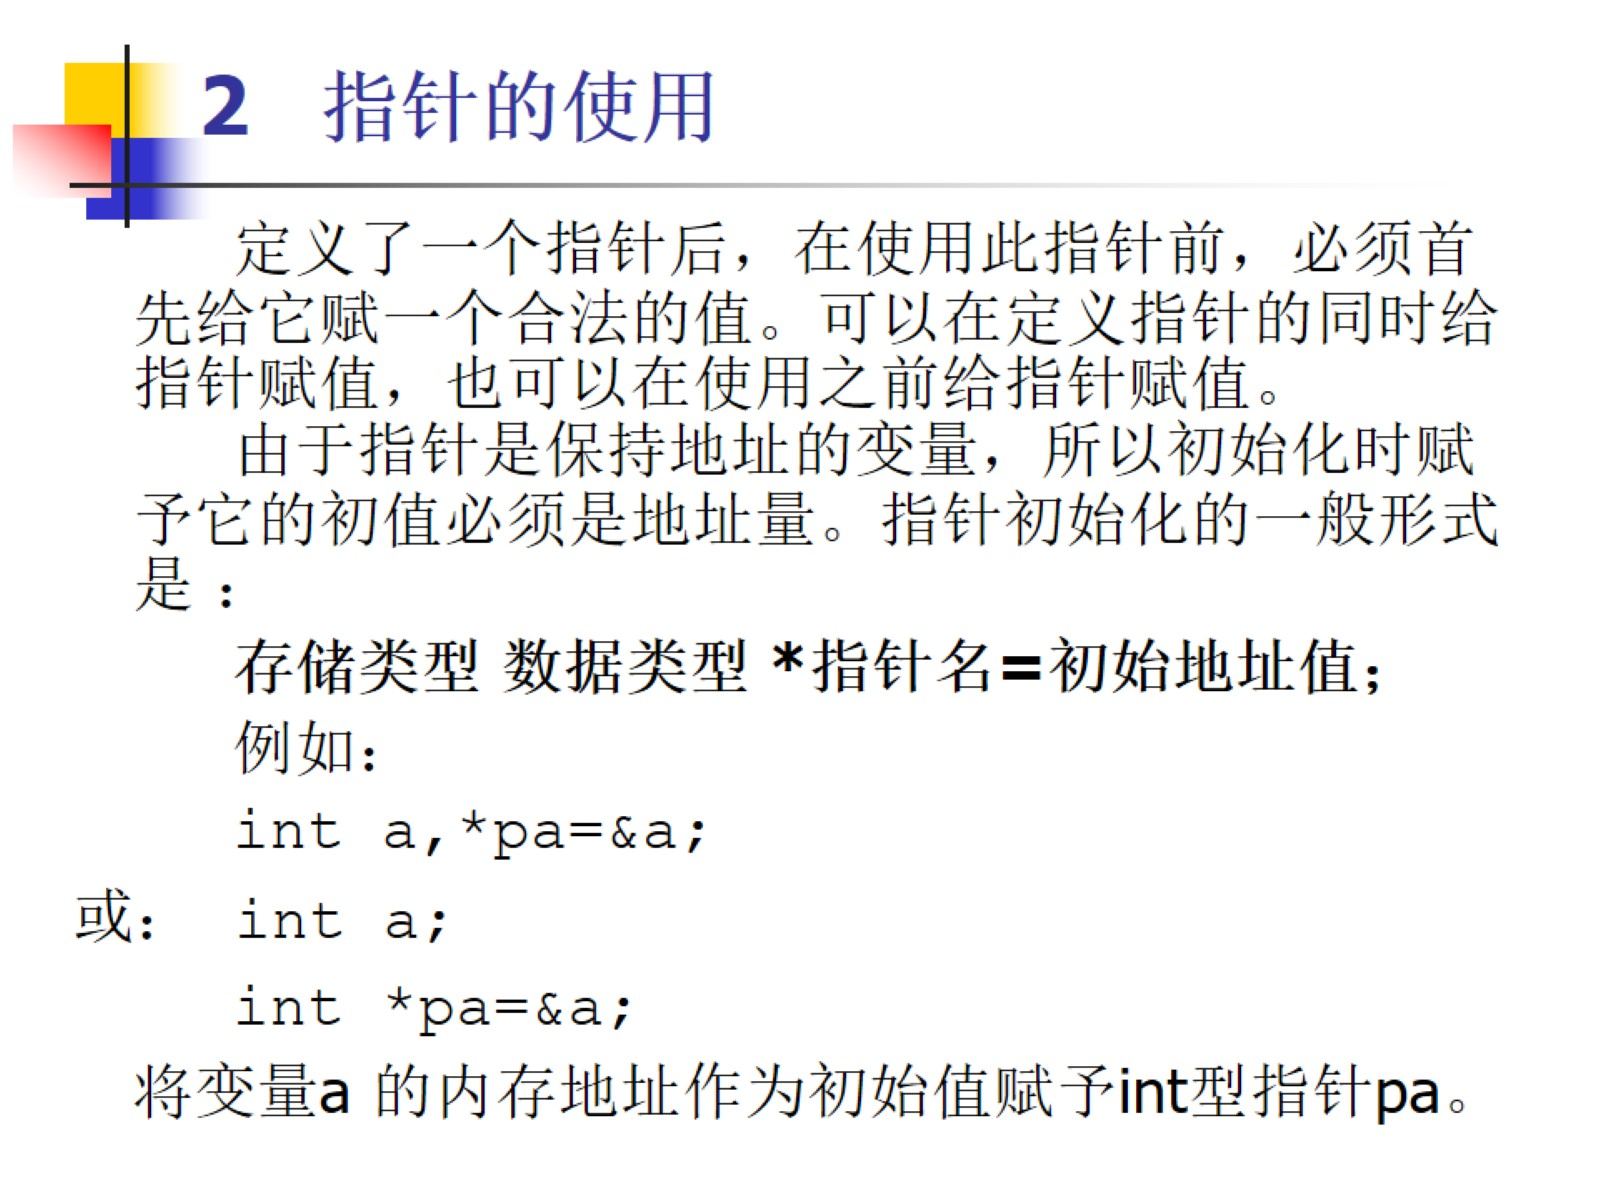 2 指针的使用
定义了一个指针后，在使用此指针前，必须首
先给它赋一个合法的值。可以在定义指针的同时给
指针赋值，也可以在使用之前给指针赋值。
由于指针是保持地址的变量，所以初始化时赋
予它的初值必须是地址量。指针初始化的一般形式
是：
存储类型 数据类型 *指针名=初始地址值；
例如：
int a,*pa=&a;
或： int a;
int *pa=&a;
将变量a 的内存地址作为初始值赋予int型指针pa。